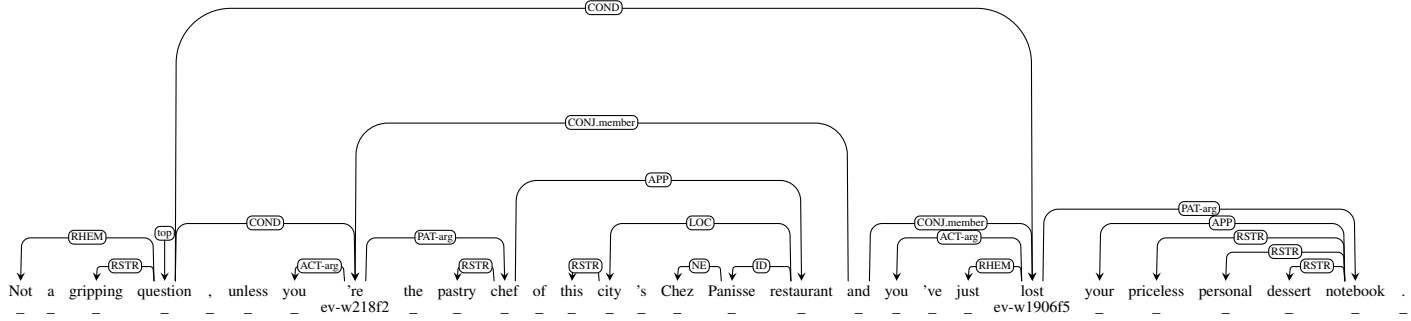 COND
CONJ.member
APP
PAT-arg
RHEM top COND PAT-arg LOC CONJ.member APP
ACT-arg RSTR
RSTR
RSTR ACT-arg RSTR RSTR NE ID RHEM RSTR
Not a gripping question , unless you 're the pastry chef of this city 's Chez Panisse restaurant and you 've just lost your priceless personal dessert notebook .
_ _ _ _ _ _ _ ev-w218f2 _ _ _ _ _ _ _ _ _ _ _ _ _ _ ev-w1906f5 _ _ _ _ _ _